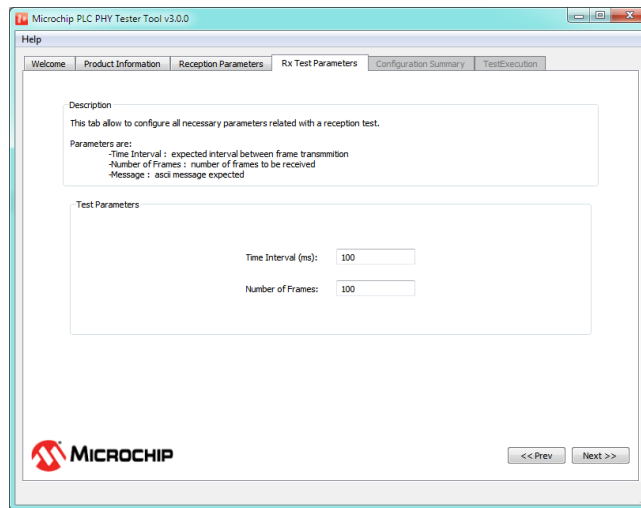 Microchip PLC PHY Tester Tool v3.0.0
Help
Welcome Product Information Reception Parameters Rx Test Parameters Configuration Summary TestExecution
Description
This tab allow to configure all necessary parameters related with a reception test.
Parameters are:
-Time Interval : expected interval between frame transmmition
-Number of Frames : number of frames to be received
-Message : ascii message expected
Test Parameters
Time Interval (ms): 100
Number of Frames: 100
MICROCHIP
<< Prev Next >>